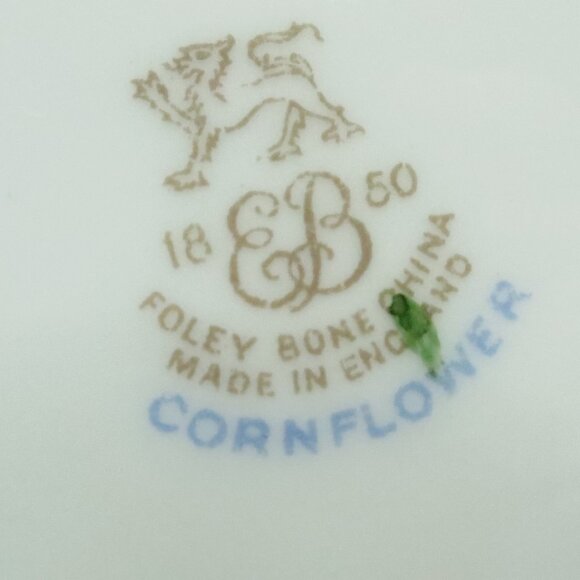 18 EB 50
FOLEY BONE CHINA
MADE IN ENGLAND
CORNFLOWER